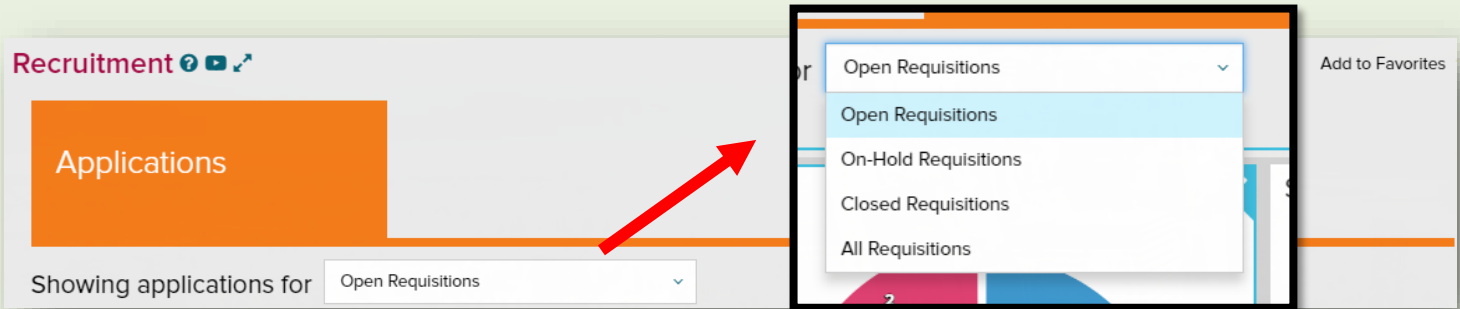 Recruitment
Add to Favorites
Applications
Showing applications for
Open Requisitions
Open Requisitions
Open Requisitions
On-Hold Requisitions
Closed Requisitions
All Requisitions
2